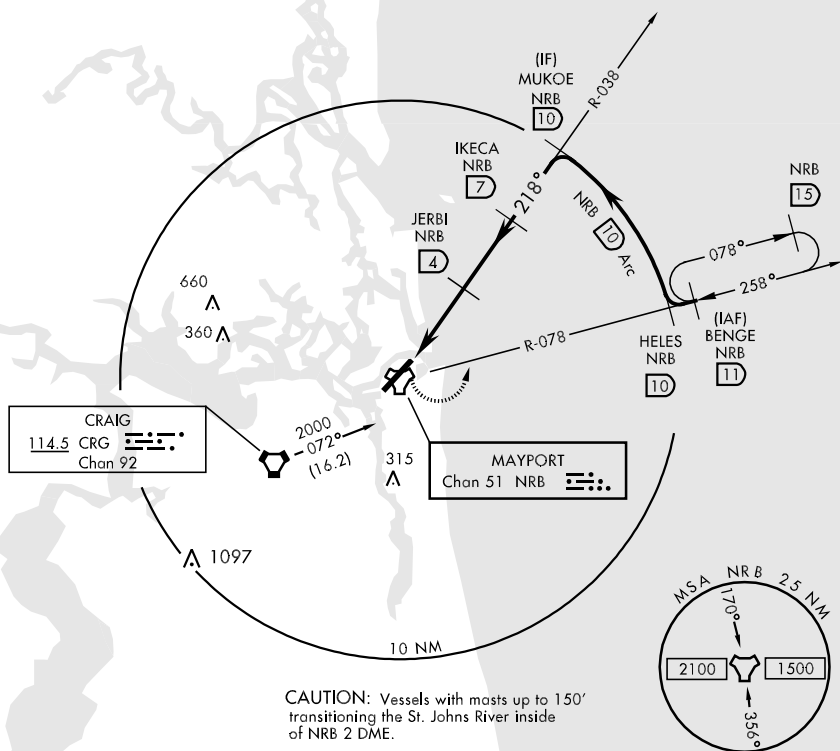 (IF)
MUKOE
NRB
10
R-038
IKECA
NRB
7
218°
NRB
15
JERBI
NRB
4
NRB 10 Arc
078°
258°
660
360
R-078
HELES
NRB
10
(IAF)
BENGE
NRB
11
CRAIG
114.5 CRG
Chan 92
2000
072°
(16.2)
315
MAYPORT
Chan 51 NRB
1097
10 NM
MSA NRB 25 NM
170°
2100
1500
356°
CAUTION: Vessels with masts up to 150'
transitioning the St. Johns River inside
of NRB 2 DME.